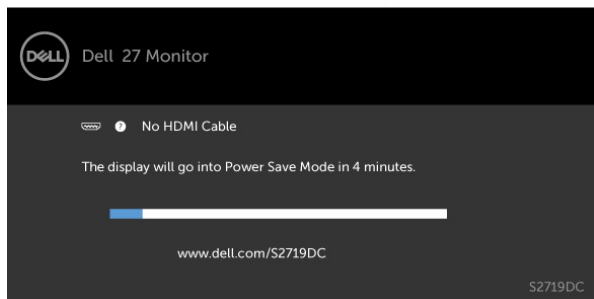 DELL
Dell 27 Monitor
? No HDMI Cable
The display will go into Power Save Mode in 4 minutes.
www.dell.com/S2719DC
S2719DC